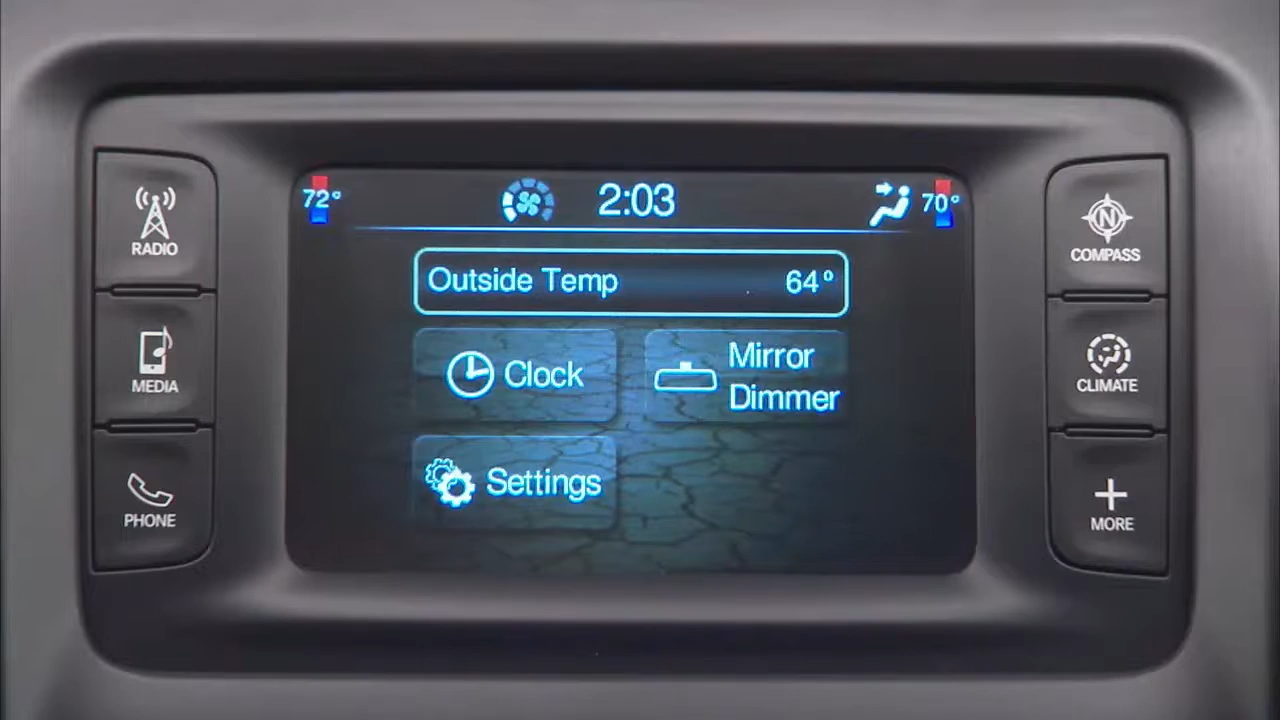 72°
2:03
70°
Outside Temp 64°
Clock
Mirror
Dimmer
Settings
RADIO
MEDIA
PHONE
N
COMPASS
CLIMATE
MORE